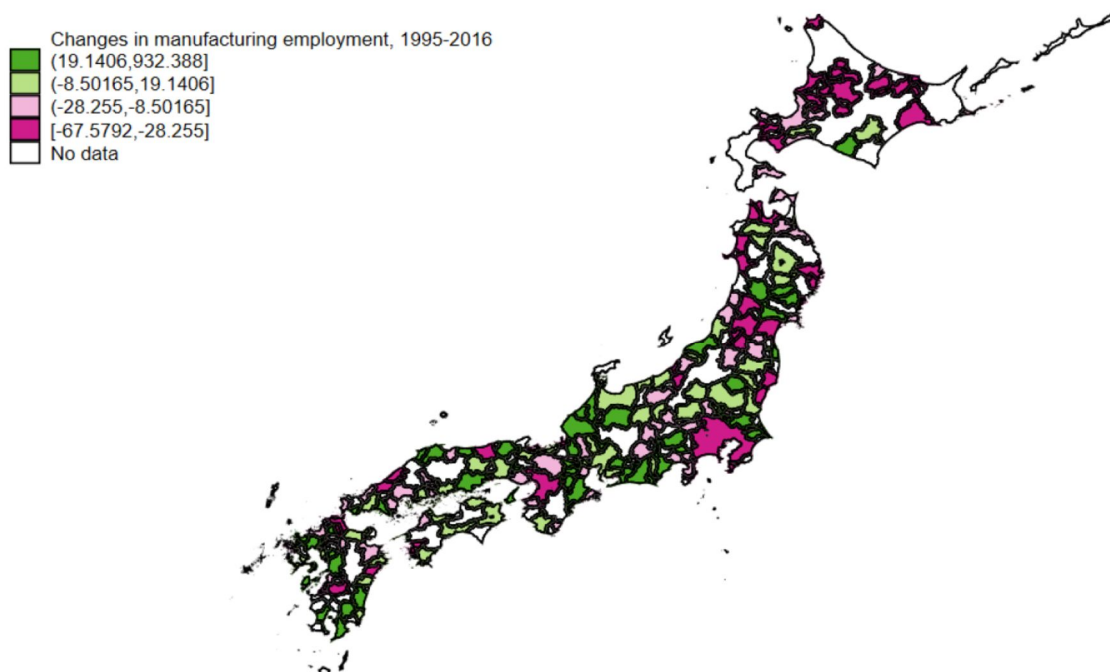 Changes in manufacturing employment, 1995-2016
(19.1406,932.388]
(-8.50165,19.1406]
(-28.255,-8.50165]
[-67.5792,-28.255]
No data